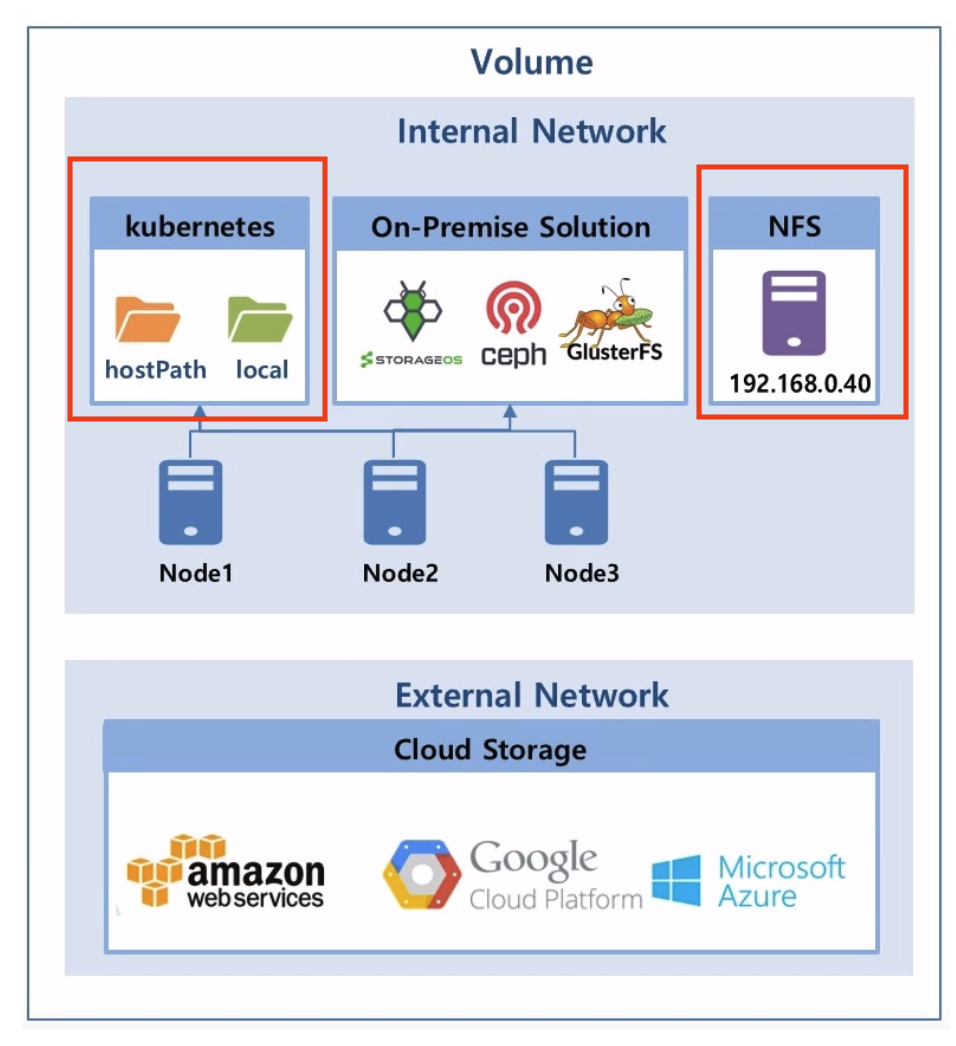 Volume
Internal Network
kubernetes
On-Premise Solution
NFS
hostPath
local
STORAGEOS
ceph
GlusterFS
192.168.0.40
Node1
Node2
Node3
External Network
Cloud Storage
amazon
web services
Google
Cloud Platform
Microsoft
Azure